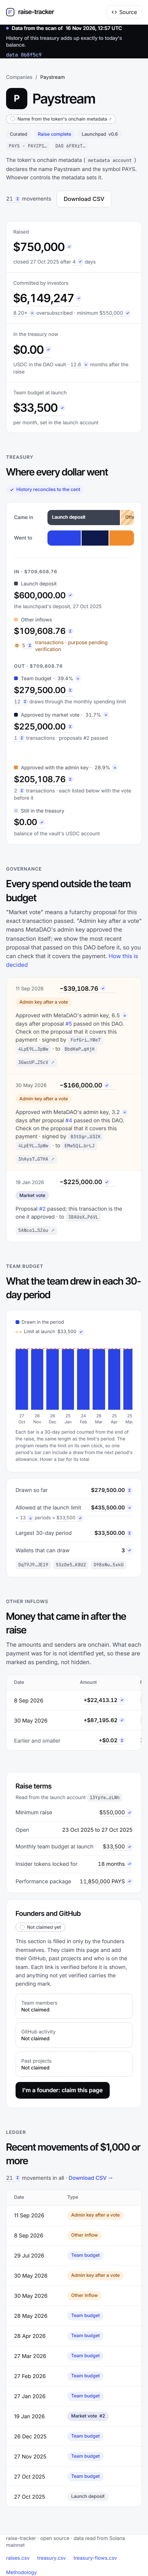 raise-tracker
Source
Data from the scan of 16 Nov 2026, 12:57 UTC
History of this treasury adds up exactly to today's
balance.
Companies / Paystream
P
Paystream
Name from the token's onchain metadata
Curated
Raise complete
Launchpad v0.6
The token's onchain metadata ( metadata account )
declares the name Paystream and the symbol PAYS.
Whoever controls the metadata sets it.
21 movements
Download CSV
Raised
$750,000
closed 27 Oct 2025 after 4 days
Committed by investors
$6,149,247
8.20× oversubscribed · minimum $550,000
In the treasury now
$0.00
USDC in the DAO vault · 12.6 months after the
raise
Team budget at launch
$33,500
per month, set in the launch account
TREASURY
Where every dollar went
History reconciles to the cent
Came in
Launch deposit
Went to
IN · $709,608.76
Launch deposit
$600,000.00
the launchpad's deposit, 27 Oct 2025
Other inflows
$109,608.76
5 transactions · purpose pending
verification
OUT · $709,608.76
Team budget · 39.4%
$279,500.00
11 draws through the monthly spending limit
Approved by market vote · 31.7%
$225,000.00
1 transactions · proposals #2 passed
Approved with the admin key · 28.9%
$205,108.76
2 transactions · each listed below with the vote
before it
Still in the treasury
$0.00
balance of the vault's USDC account
GOVERNANCE
Every spend outside the team
budget
"Market vote" means a futarchy proposal passed and
this exact transaction was its execution. "Admin key after a
vote" means MetaDAO's admin key approved the
transaction itself; we show the most recent
proposal that passed on this DAO before it, so you
can check that it covers the payment. How this is
decided
11 Sep 2026
−$39,108.76
Admin key after a vote
Approved with MetaDAO's admin key, 6.5
days after proposal #5 passed on this DAO.
Check on the proposal that it covers this
payment · signed by
30 May 2026
−$166,000.00
Admin key after a vote
Approved with MetaDAO's admin key, 3.2
days after proposal #4 passed on this DAO.
Check on the proposal that it covers this
payment · signed by
19 Jan 2026
−$225,000.00
Market vote
Proposal #2 passed; this transaction is the
one it approved · to
TEAM BUDGET
What the team drew in each 30-
day period
Drawn in the period
Limit at launch $33,500
27 Oct
26 Nov
26 Dec
25 Jan
24 Feb
26 Mar
25 Apr
25 Mai
Each bar is a 30-day period counted from the end of
the raise, the same length as the limit's period. The
program resets the limit on its own clock, so one
period's bar can include a draw from the next period's
allowance. Hover a bar for its total.
Drawn so far
$279,500.00
Allowed at the launch limit
$435,500.00
= 13 periods × $33,500
Largest 30-day period
$33,500.00
Wallets that can draw
3
OTHER INFLOWS
Money that came in after the
raise
The amounts and senders are onchain. What each
payment was for is not identified yet, so these are
marked as pending, not hidden.
Date
Amount
8 Sep 2026
+$22,413.12
30 May 2026
+$87,195.62
Earlier and smaller
+$0.02
Raise terms
Read from the launch account
Minimum raise
$550,000
Open
23 Oct 2025 to 27 Oct 2025
Monthly team budget at launch
$33,500
Insider tokens locked for
18 months
Performance package
11,850,000 PAYS
Founders and GitHub
Not claimed yet
This section is filled in only by the founders
themselves. They claim this page and add
their team, their GitHub and who is on the
team. Each link is verified before it is shown,
and anything not yet verified carries the
pending mark.
Team members
Not claimed
GitHub activity
Not claimed
Past projects
Not claimed
I'm a founder: claim this page
LEDGER
Recent movements of $1,000 or
more
21 movements in all · Download CSV →
Date
Type
11 Sep 2026
Admin key after a vote
8 Sep 2026
Other inflow
29 Jul 2026
Team budget
30 May 2026
Admin key after a vote
30 May 2026
Other inflow
28 May 2026
Team budget
28 Apr 2026
Team budget
27 Mar 2026
Team budget
27 Feb 2026
Team budget
27 Jan 2026
Team budget
19 Jan 2026
Market vote #2
26 Dec 2025
Team budget
27 Nov 2025
Team budget
27 Oct 2025
Team budget
27 Oct 2025
Launch deposit
raise-tracker · open source · data read from Solana
mainnet
raises.csv
treasury.csv
treasury-flows.csv
Methodology